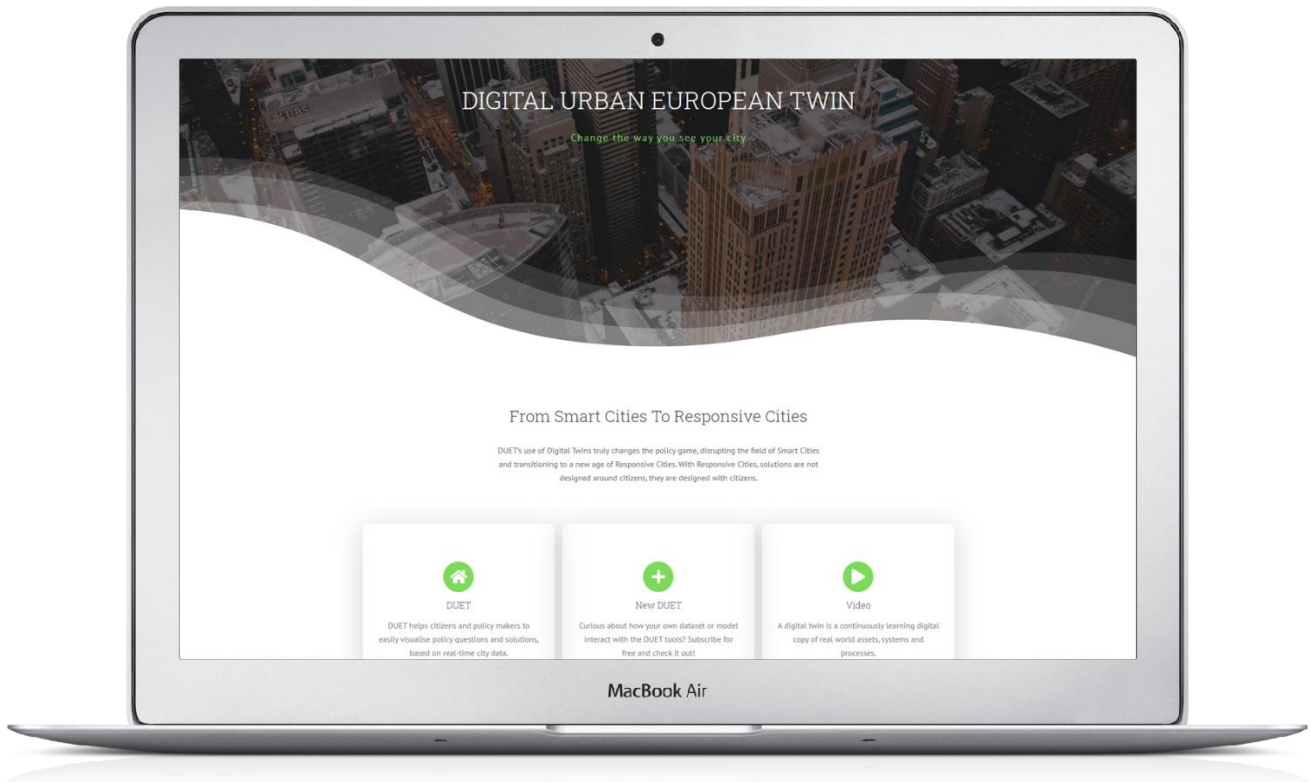 DIGITAL URBAN EUROPEAN TWIN
Change the way you see your city
From Smart Cities To Responsive Cities
DUET's use of Digital Twins truly changes the policy game, disrupting the field of Smart Cities
and transitioning to a new age of Responsive Cities. With Responsive Cities, solutions are not
designed around citizens, they are designed with citizens.
DUET
DUET helps citizens and policy makers to
easily visualise policy questions and solutions,
based on real-time city data.
New DUET
Curious about how your own dataset or model
interact with the DUET tools? Subscribe for
free and check it out!
Video
A digital twin is a continuously learning digital
copy of real world assets, systems and
processes.
MacBook Air